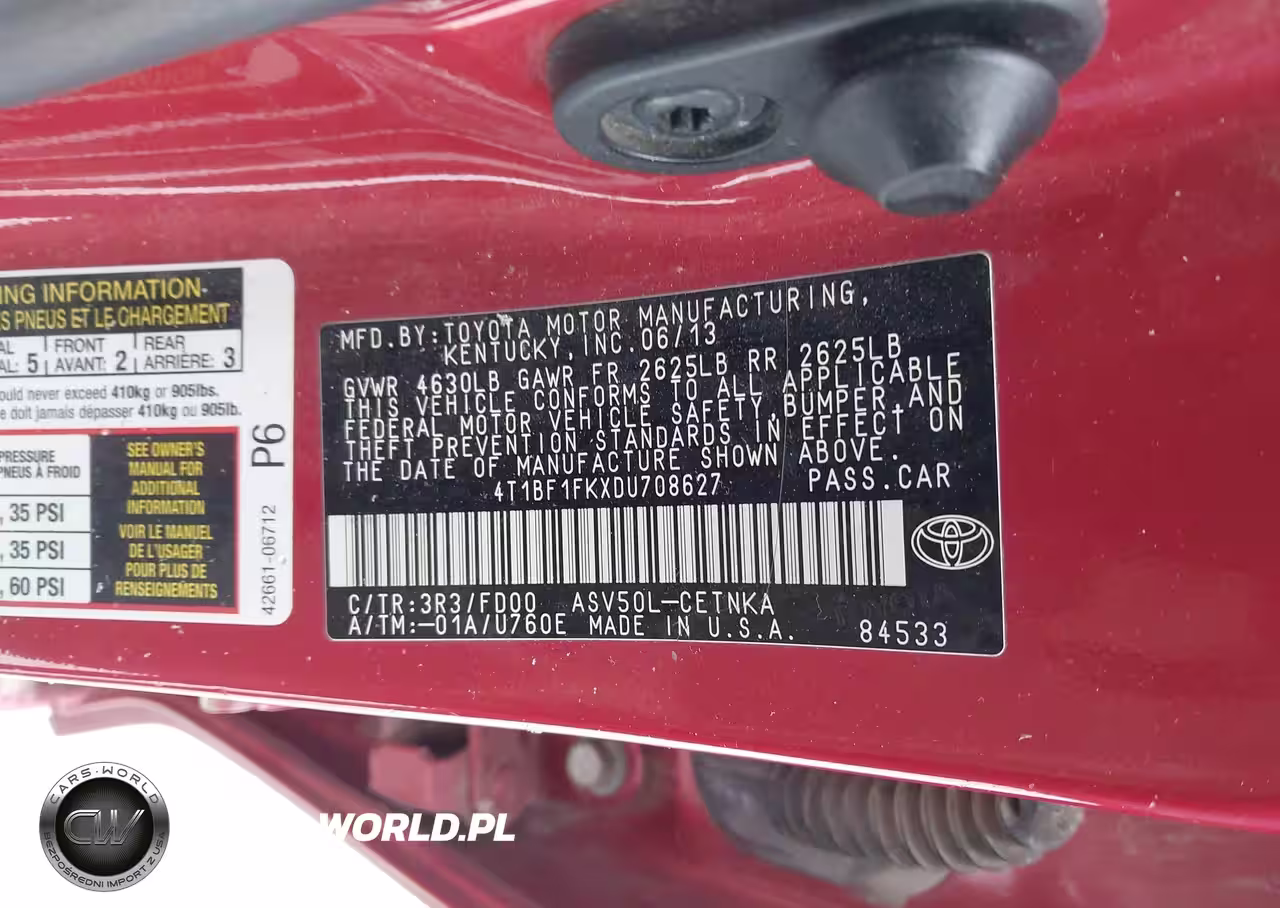 ING INFORMATION
S PNEUS ET LE CHARGEMENT
AL FRONT REAR
AL: 5 AVANT: 2 ARRIÈRE: 3
ould never exceed 410kg or 905lbs.
e doit jamais dépasser 410kg ou 905lb.
PRESSURE
PNEUS À FROID
, 35 PSI
, 35 PSI
, 60 PSI
SEE OWNER'S
MANUAL FOR
ADDITIONAL
INFORMATION
VOIR LE MANUEL
DE L'USAGER
POUR PLUS DE
RENSEIGNEMENTS
P6
42661-06712
MFD.BY:TOYOTA MOTOR MANUFACTURING,
KENTUCKY,INC.06/13
GVWR 4630LB GAWR FR 2625LB RR 2625LB
THIS VEHICLE CONFORMS TO ALL APPLICABLE
FEDERAL MOTOR VEHICLE SAFETY,BUMPER,AND
THEFT PREVENTION STANDARDS IN EFFECT ON
THE DATE OF MANUFACTURE SHOWN ABOVE.
4T1BF1FKXDU708627 PASS.CAR
C/TR:3R3/FD00 ASV50L-CETNKA
A/TM:-01A/U760E MADE IN U.S.A. 84533
CARS-WORLD
CW
BEZPOŚREDNI IMPORT Z USA
WORLD.PL